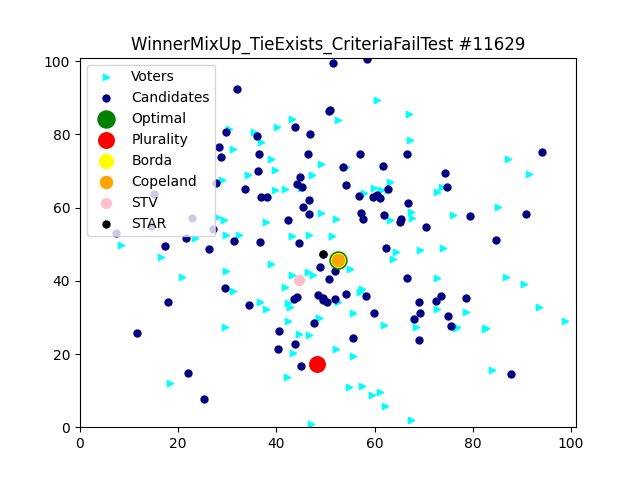 WinnerMixUp_TieExists_CriteriaFailTest #11629
100
80
60
40
20
0
Voters
Candidates
Optimal
Plurality
Borda
Copeland
STV
STAR
0 20 40 60 80 100